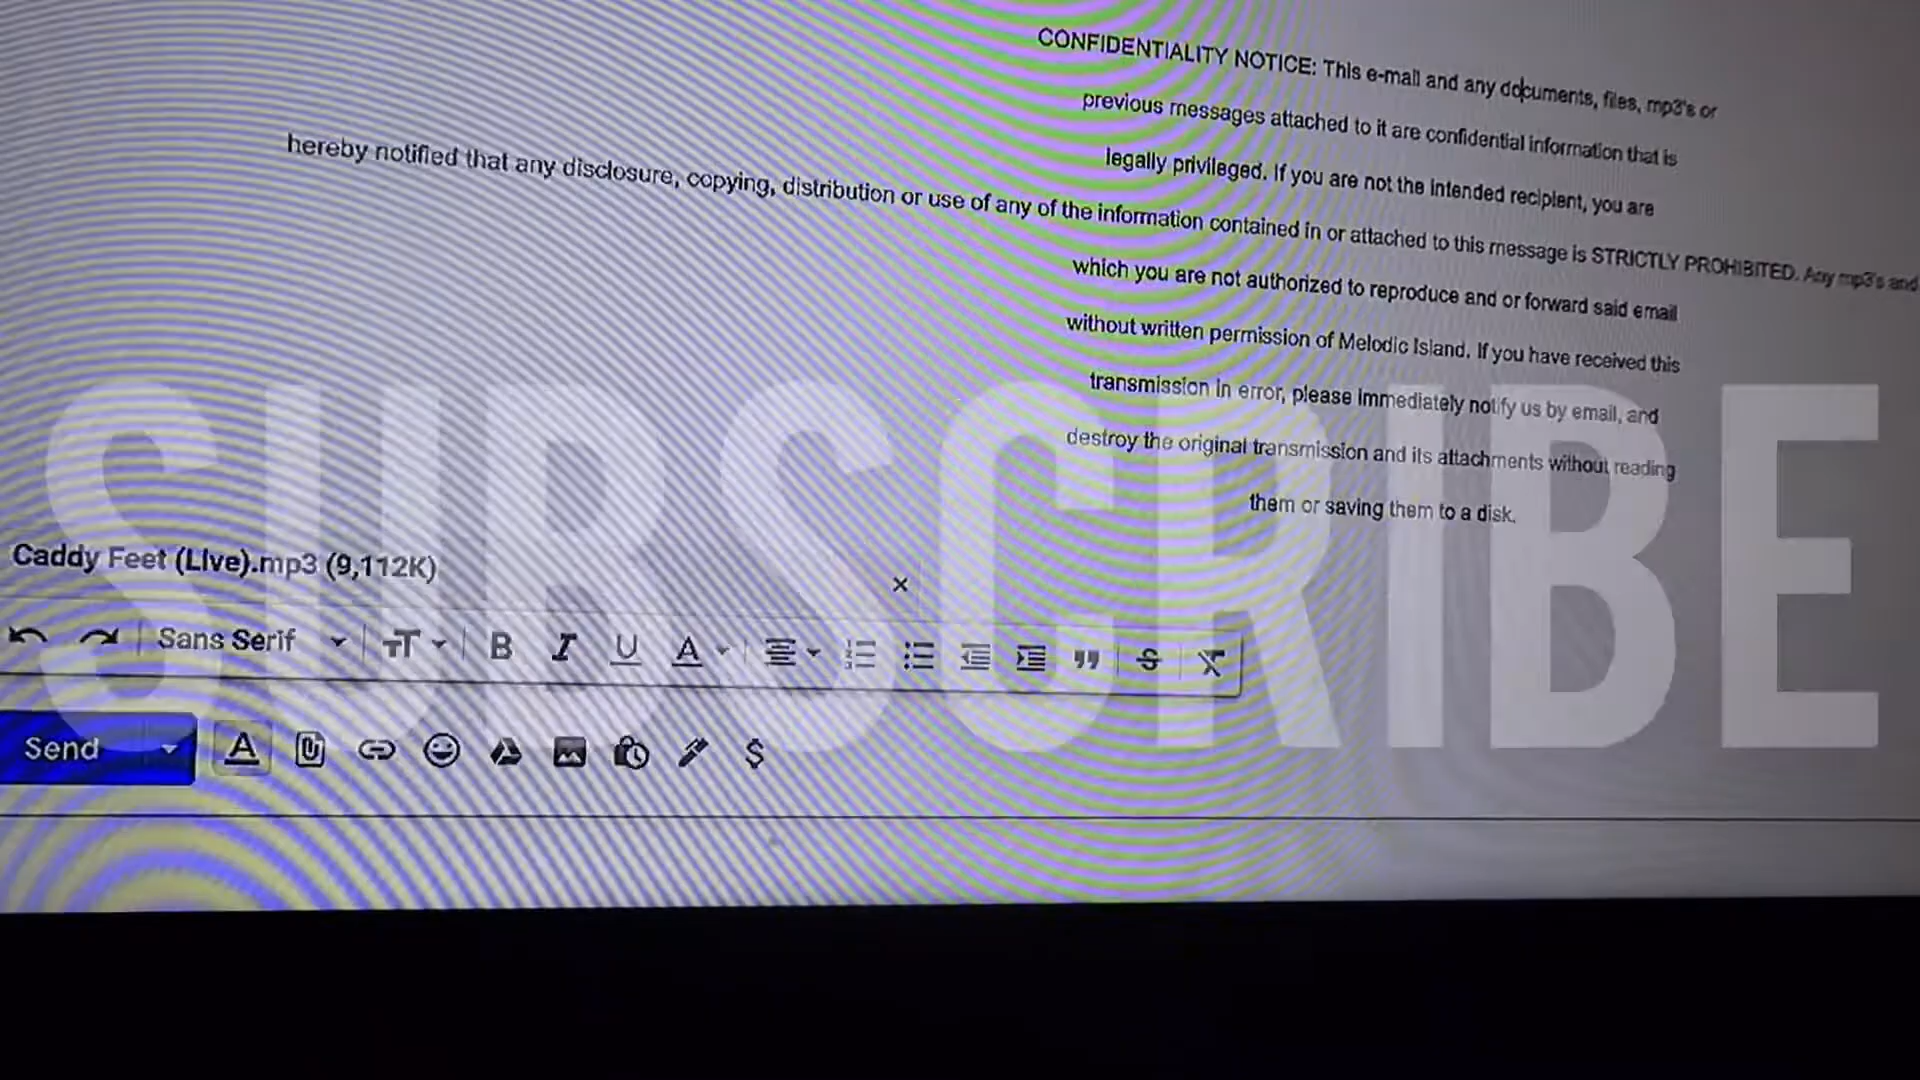 CONFIDENTIALITY NOTICE: This e-mail and any documents, files, mp3's or
previous messages attached to it are confidential information that is
legally privileged. If you are not the intended recipient, you are
hereby notified that any disclosure, copying, distribution or use of any of the information contained in or attached to this message is STRICTLY PROHIBITED. Any mp3's and
which you are not authorized to reproduce and or forward said email
without written permission of Melodic Island. If you have received this
transmission in error, please immediately notify us by email, and
destroy the original transmission and its attachments without reading
them or saving them to a disk.
SUBSCRIBE
Caddy Feet (Live).mp3 (9,112K)
Sans Serif
Send